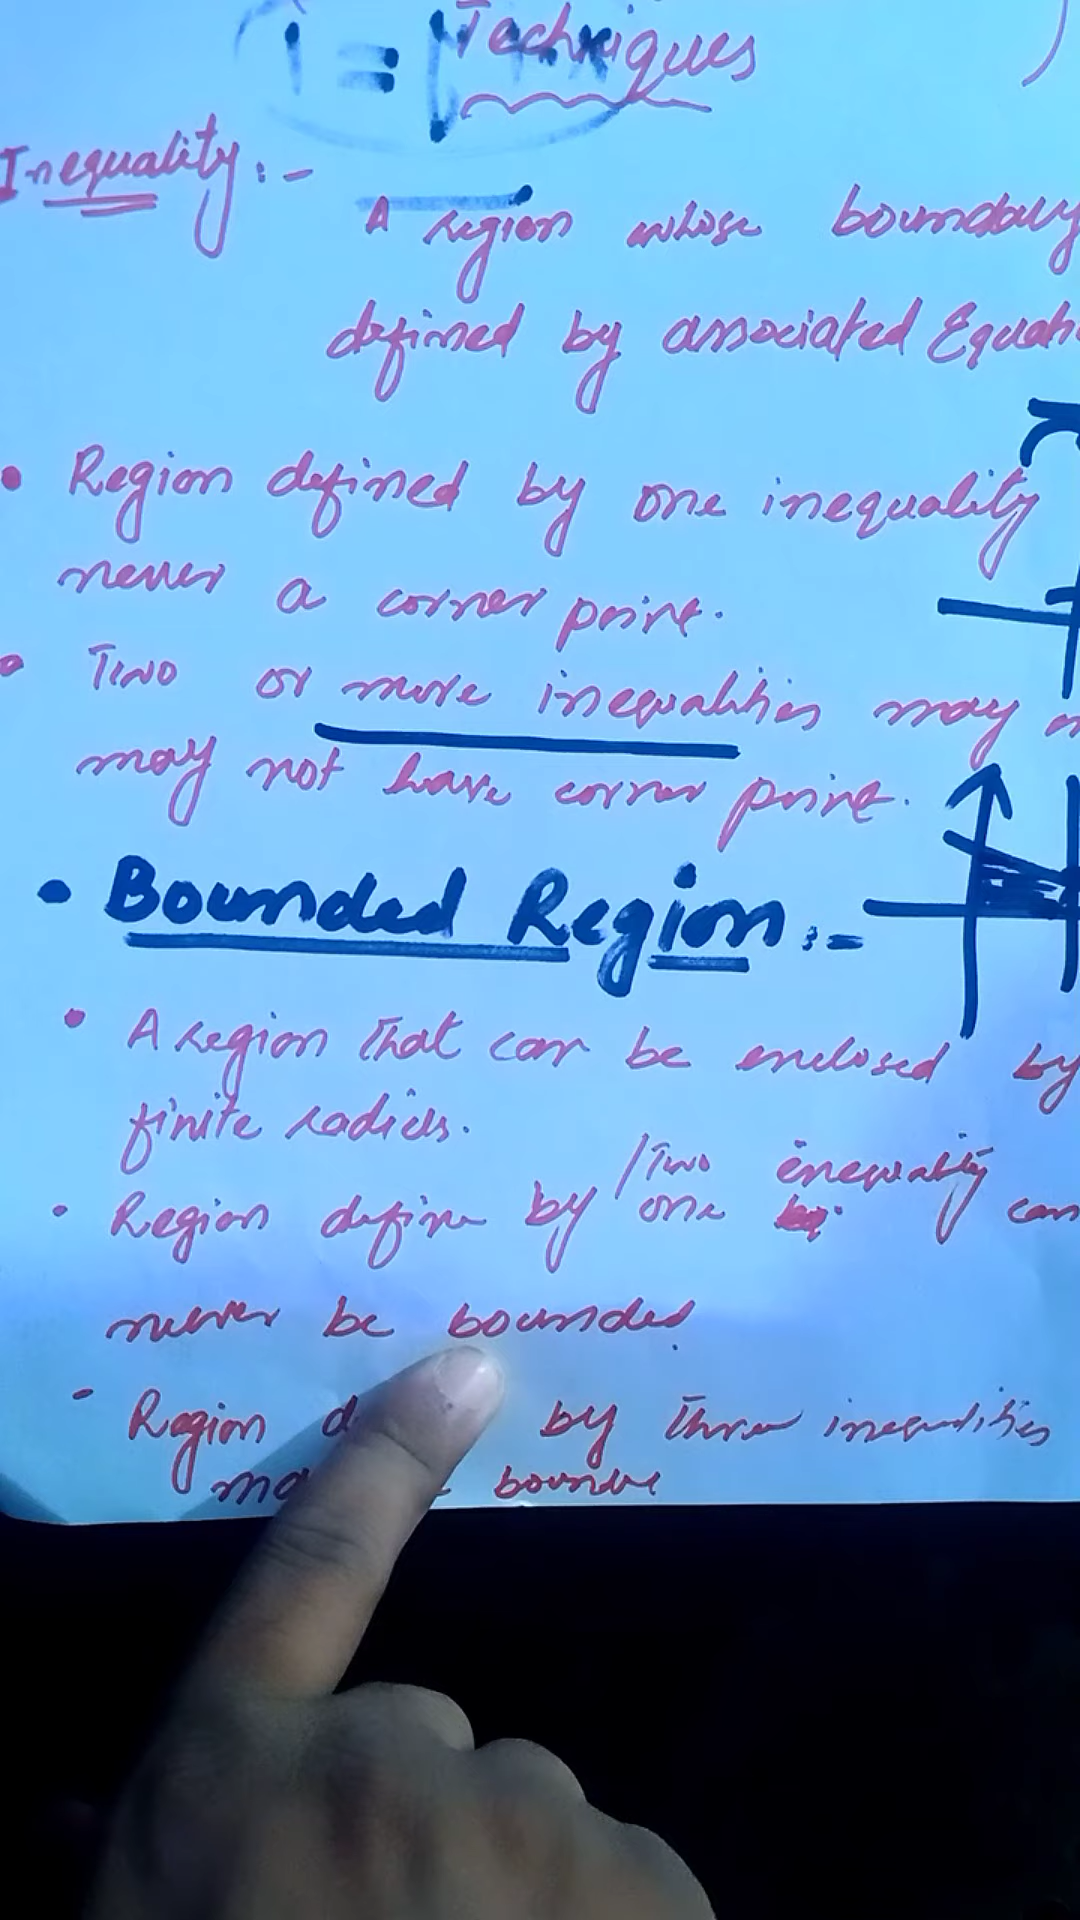 Techniques
i =
Inequality :-
A region whose boundary
defined by associated
Region defined by one inequality
never a corner point.
Two or more inequalities may
may not have corner point.
Bounded Region :-
A region that can be enclosed by
finite radius.
/Two inequality
Region define by one can
never be bounded.
Region by three inequalities